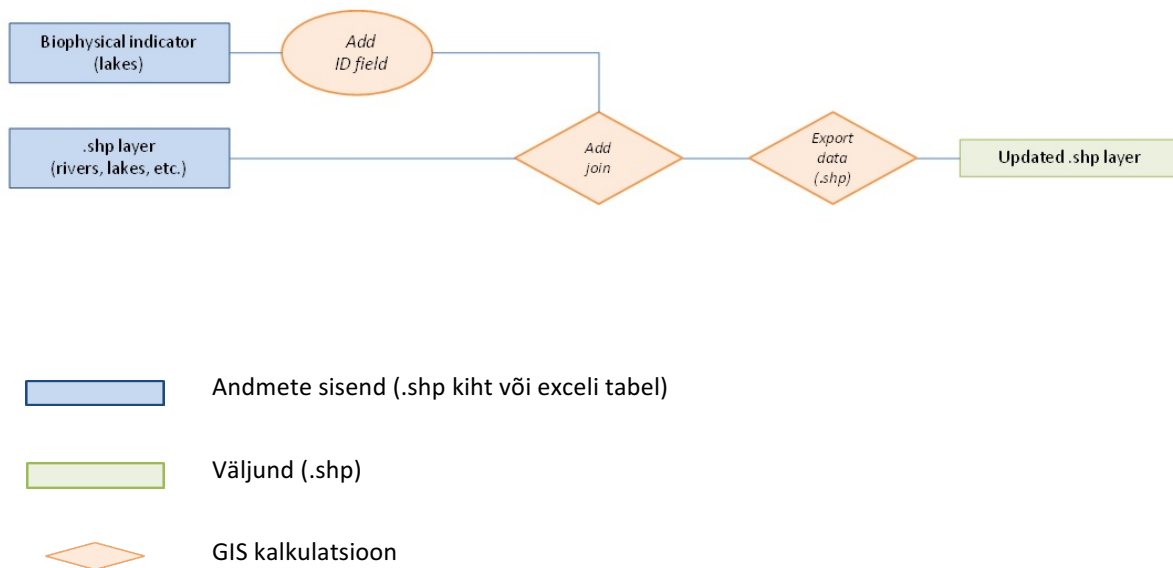 Biophysical indicator
(lakes)
Add
ID field
.shp layer
(rivers, lakes, etc.)
Add
join
Export
data
(.shp)
Updated .shp layer
Andmete sisend (.shp kiht või exceli tabel)
Väljund (.shp)
GIS kalkulatsioon